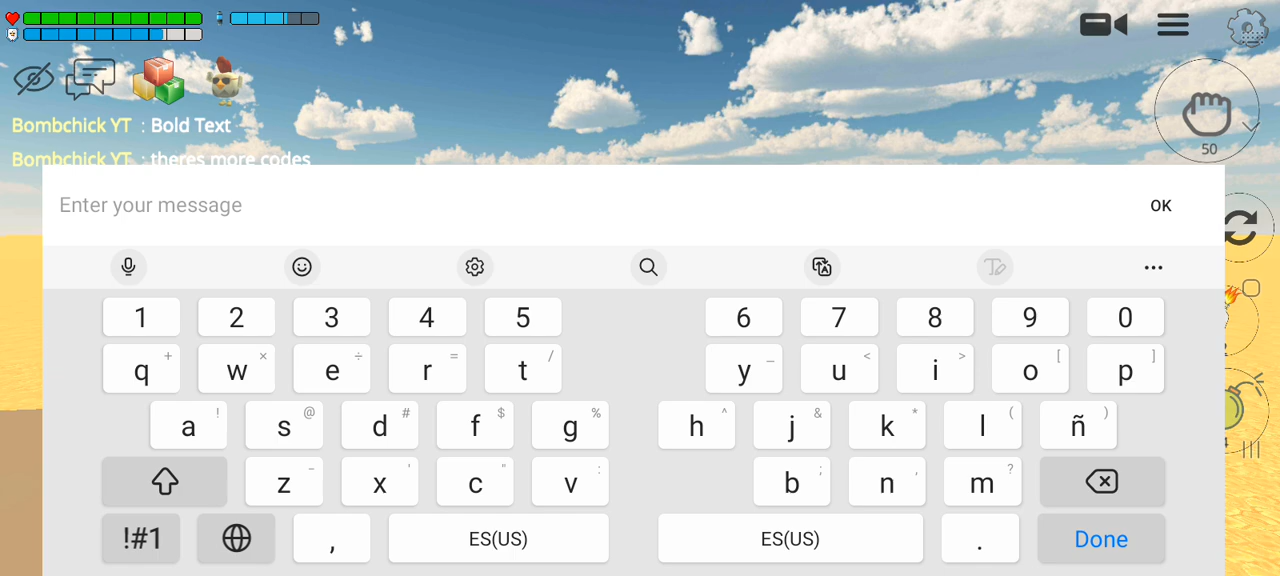 Bombchick YT : Bold Text
50
Bombchick YT : theres more codes
Enter your message
OK
1 2 3 4 5 6 7 8 9 0
q + w × e ÷ r = t / y _ u < i > o [ p ]
a ! s @ d # f $ g % h ^ j & k * l ( ñ )
z - x ' c " v : b ; n , m ?
!#1 , ES(US) ES(US) . Done